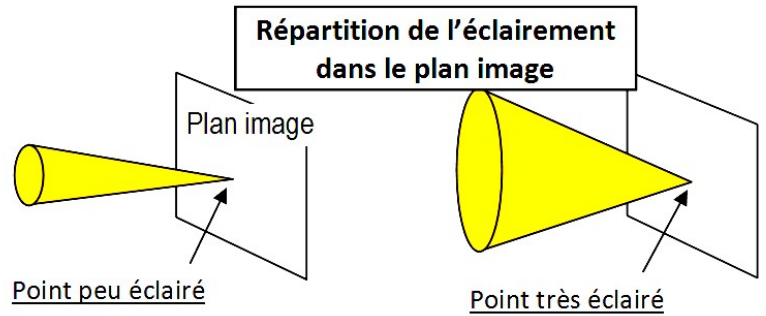 Répartition de l’éclairement
dans le plan image
Plan image
Point peu éclairé
Point très éclairé